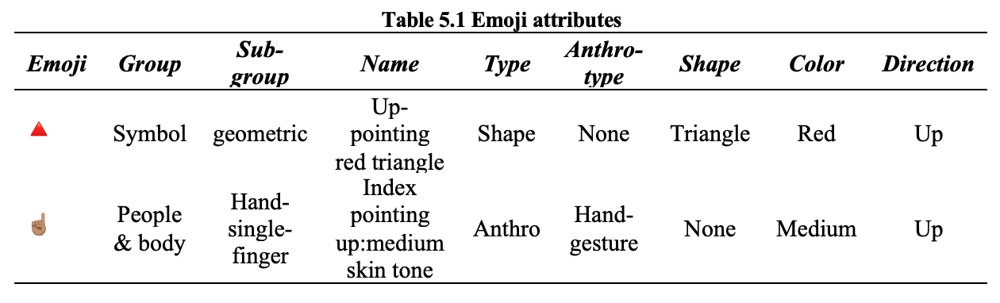 Table 5.1 Emoji attributes
Emoji Group Sub-group Name Type Anthro-type Shape Color Direction
🔺 Symbol geometric Up-pointing red triangle Shape None Triangle Red Up
☝🏽 People & body Hand-single-finger Index pointing up:medium skin tone Anthro Hand-gesture None Medium Up